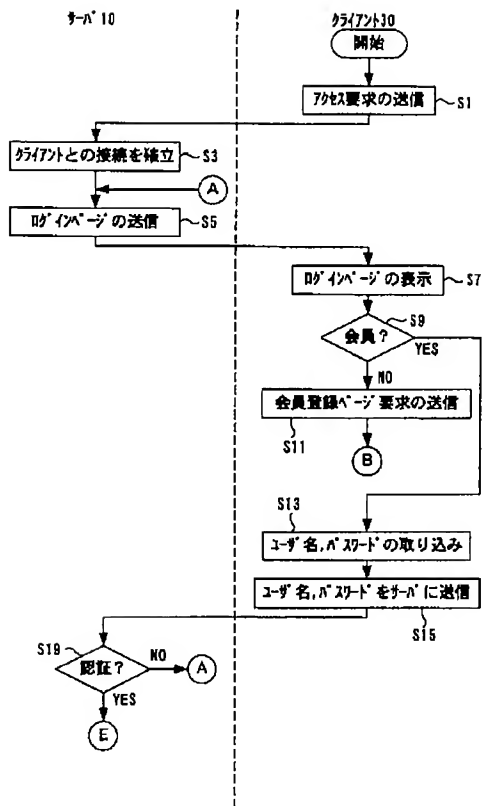 サーバ10
クライアント30
開始
アクセス要求の送信
S1
クライアントとの接続を確立
S3
A
ログインページの送信
S5
ログインページの表示
S7
会員?
S9
YES
NO
会員登録ページ要求の送信
S11
B
S13
ユーザ名,パスワードの取り込み
ユーザ名,パスワードをサーバに送信
S15
S19
認証?
NO
A
YES
E